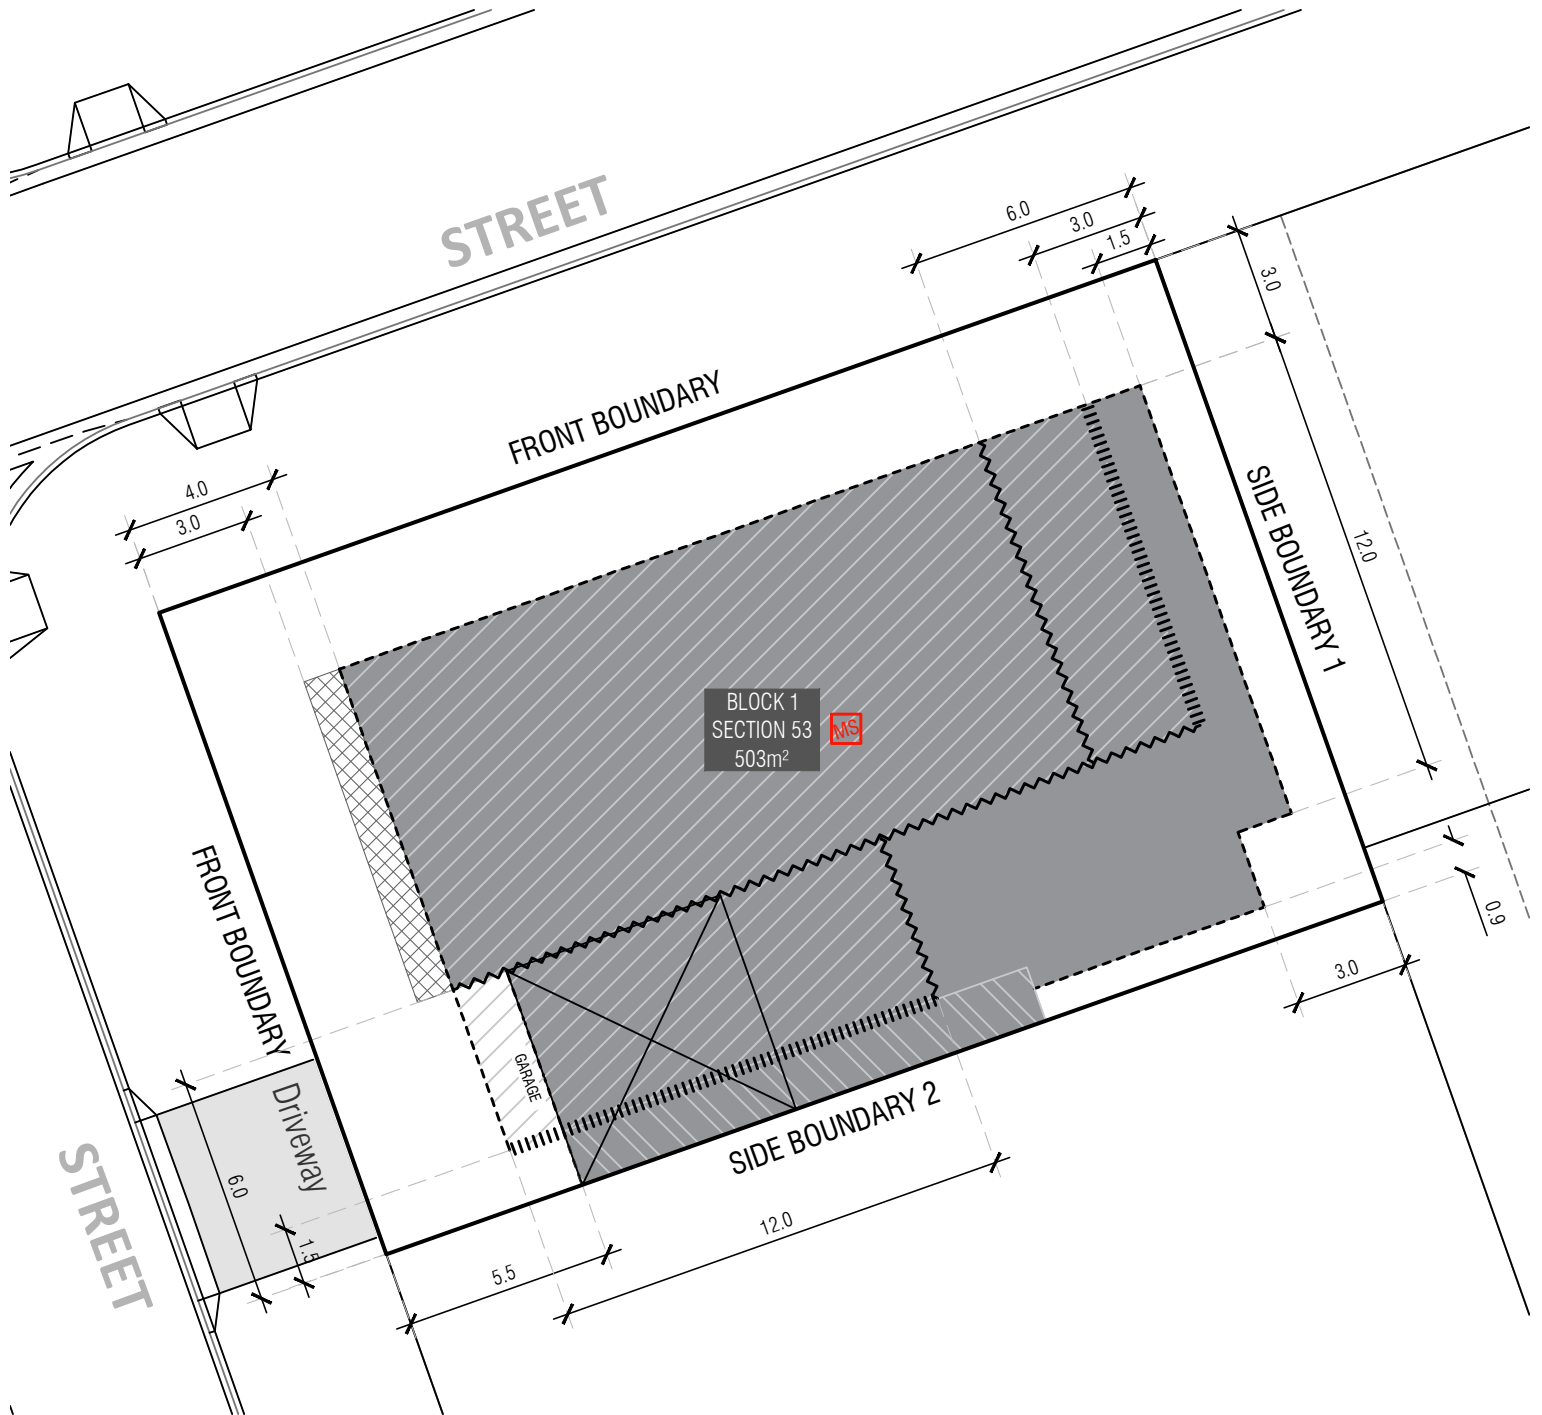 STREET
6.0
3.0
1.5
3.0
FRONT BOUNDARY
4.0
3.0
SIDE BOUNDARY 1
12.0
BLOCK 1
SECTION 53
503m²
MS
FRONT BOUNDARY
0.9
3.0
GARAGE
Driveway
SIDE BOUNDARY 2
STREET
6.0
1.5
12.0
5.5